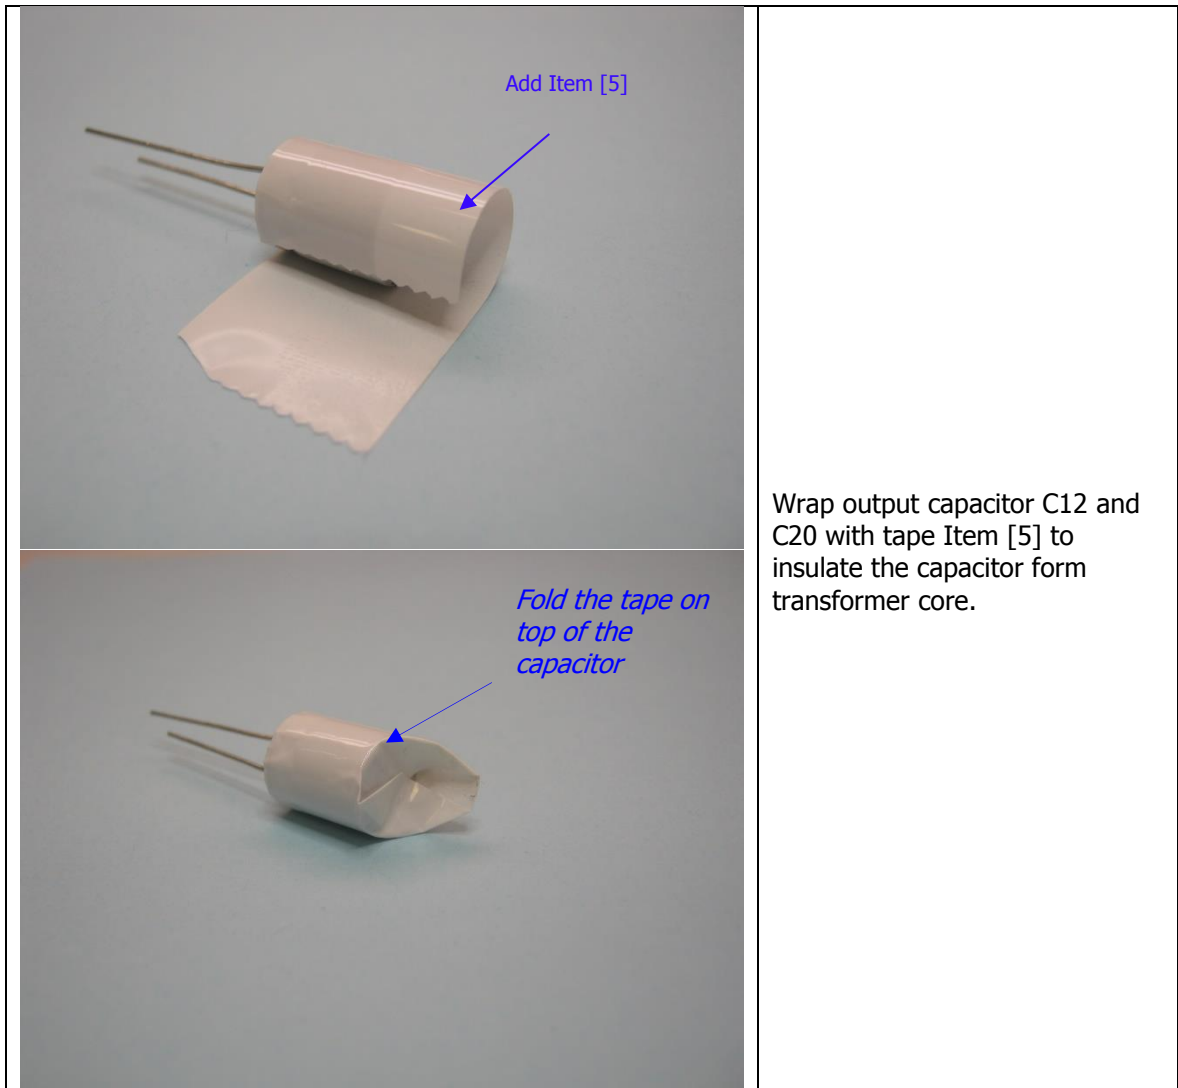 Add Item [5]
Fold the tape on
top of the
capacitor
Wrap output capacitor C12 and
C20 with tape Item [5] to
insulate the capacitor form
transformer core.